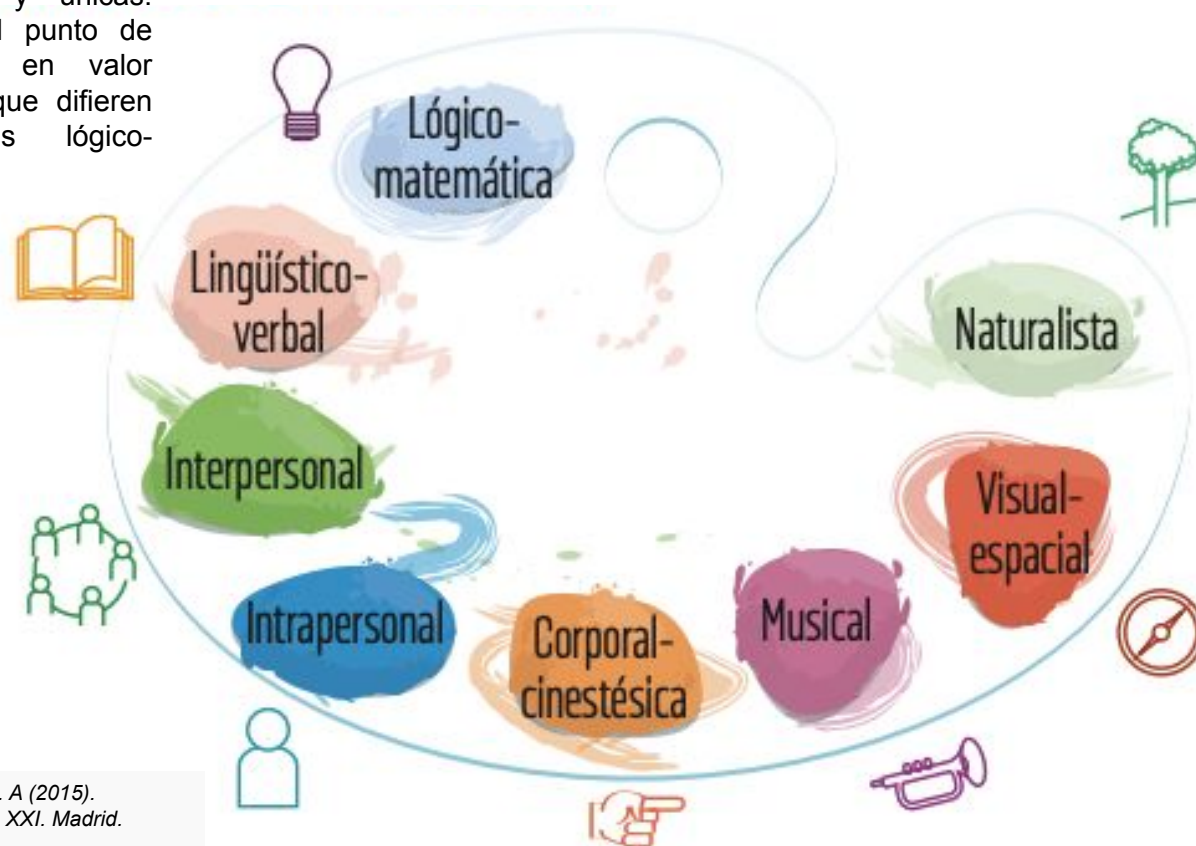 y únicas.
punto de
en valor
que difieren
lógico-
Lógico-
matemática
Lingüístico-
verbal
Interpersonal
Intrapersonal
Corporal-
cinestésica
Musical
Visual-
espacial
Naturalista
A (2015).
XXI. Madrid.